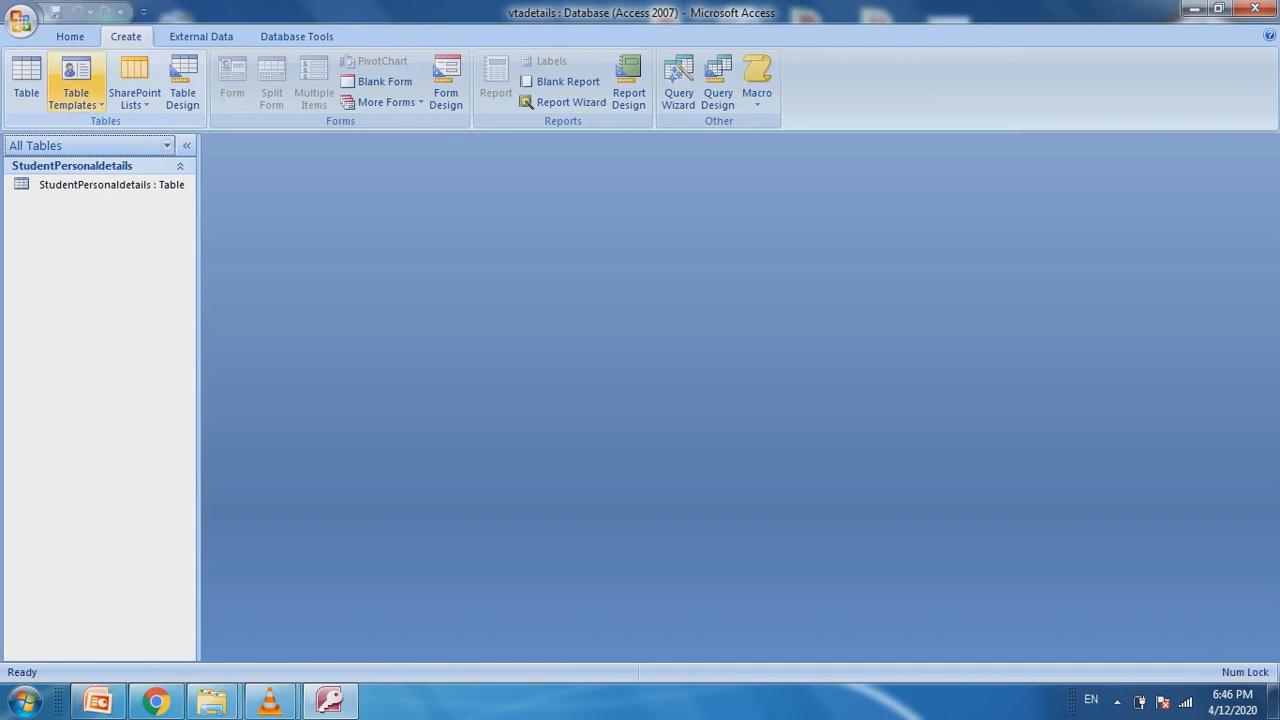 vtadetails : Database (Access 2007) - Microsoft Access
Home Create External Data Database Tools
Table
Table Templates
SharePoint Lists
Table Design
Tables
Form
Split Form
Multiple Items
PivotChart
Blank Form
More Forms
Form Design
Forms
Report
Labels
Blank Report
Report Wizard
Report Design
Reports
Query Wizard
Query Design
Macro
Other
All Tables
StudentPersonaldetails
StudentPersonaldetails : Table
Ready Num Lock
EN
6:46 PM
4/12/2020